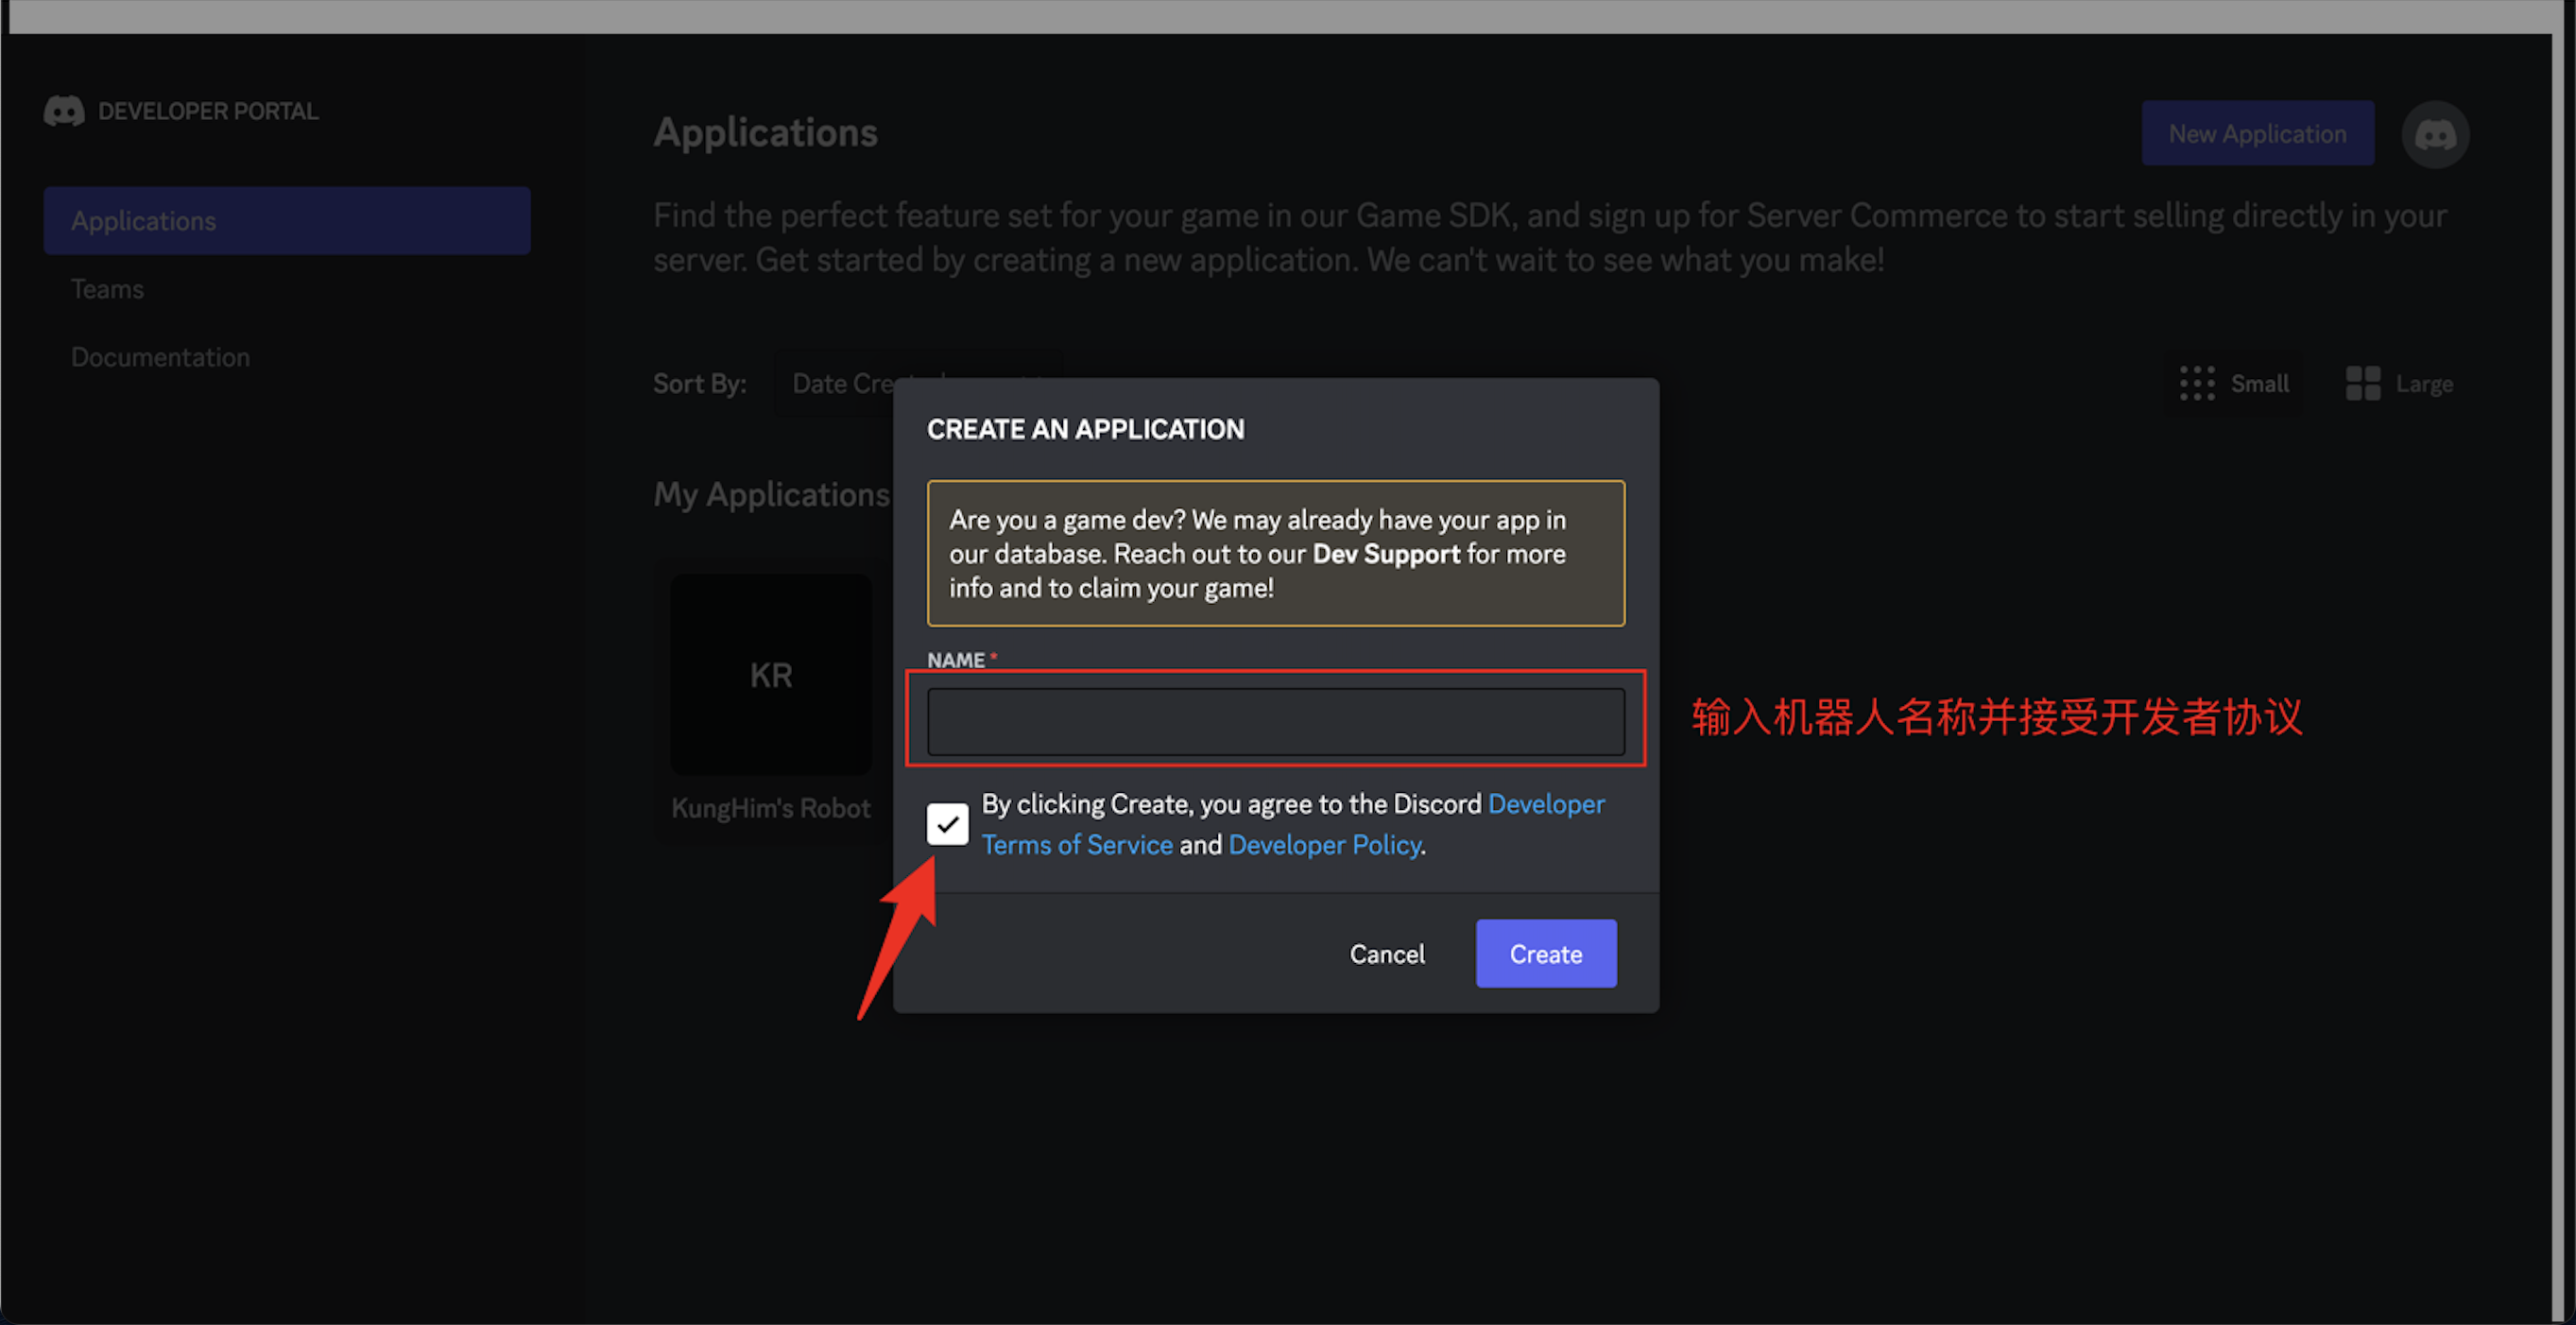 DEVELOPER PORTAL
Applications
Teams
Documentation
Applications
New Application
Find the perfect feature set for your game in our Game SDK, and sign up for Server Commerce to start selling directly in your
server. Get started by creating a new application. We can't wait to see what you make!
Sort By:
Date Cre
Small
Large
My Applications
KR
KungHim's Robot
CREATE AN APPLICATION
Are you a game dev? We may already have your app in
our database. Reach out to our Dev Support for more
info and to claim your game!
NAME *
输入机器人名称并接受开发者协议
By clicking Create, you agree to the Discord Developer
Terms of Service and Developer Policy.
Cancel
Create